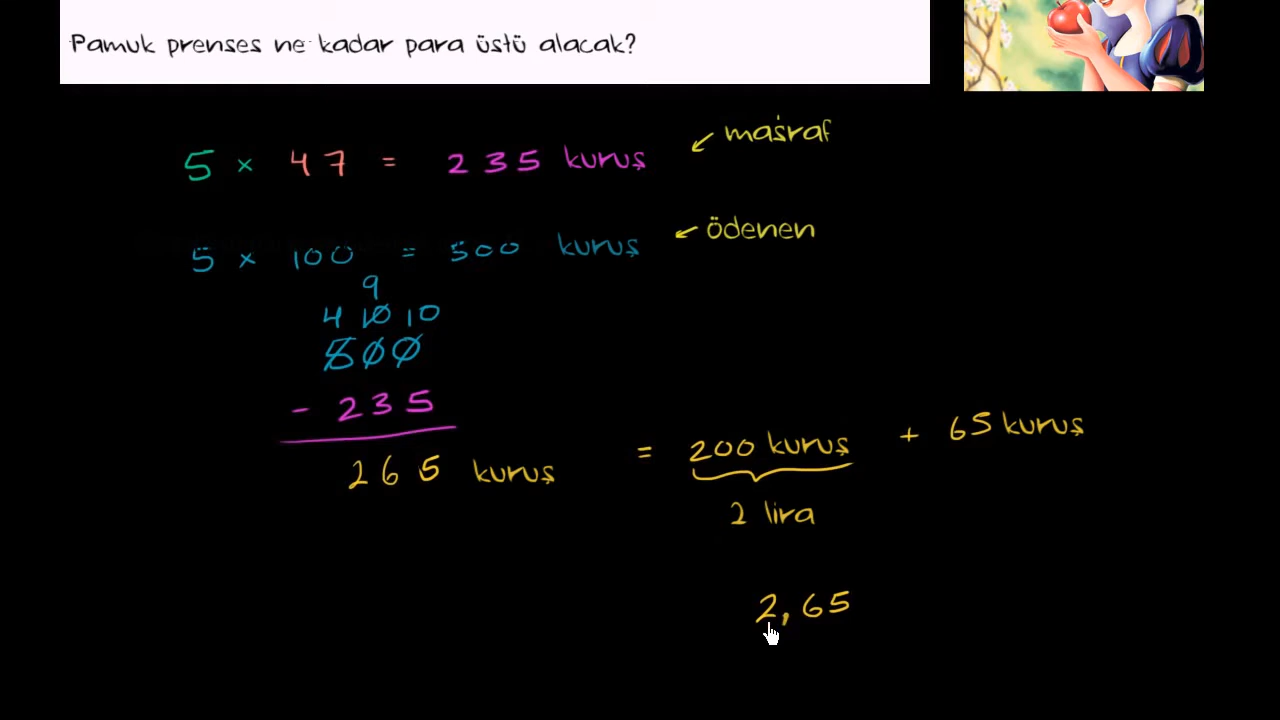 Pamuk prenses ne kadar para üstü alacak?
5 × 47 = 235 kuruş ↙ masraf
5 × 100 = 500 kuruş ↙ ödenen
9
4 10 10
500
- 235
265 kuruş = 200 kuruş + 65 kuruş
2 lira
2,65